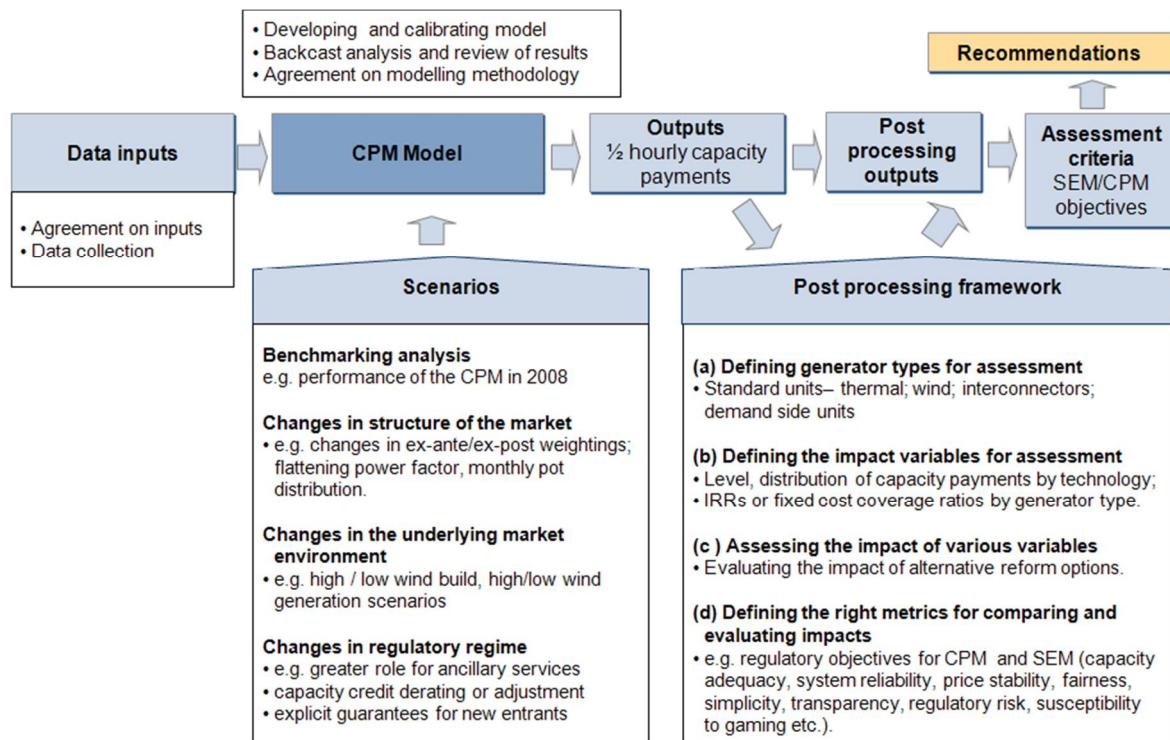 • Developing and calibrating model
• Backcast analysis and review of results
• Agreement on modelling methodology
Recommendations
Data inputs
CPM Model
Outputs
½ hourly capacity
payments
Post
processing
outputs
Assessment
criteria
SEM/CPM
objectives
• Agreement on inputs
• Data collection
Scenarios
Benchmarking analysis
e.g. performance of the CPM in 2008
Changes in structure of the market
• e.g. changes in ex-ante/ex-post weightings;
flattening power factor, monthly pot
distribution.
Changes in the underlying market
environment
• e.g. high / low wind build, high/low wind
generation scenarios
Changes in regulatory regime
• e.g. greater role for ancillary services
• capacity credit derating or adjustment
• explicit guarantees for new entrants
Post processing framework
(a) Defining generator types for assessment
• Standard units– thermal; wind; interconnectors;
demand side units
(b) Defining the impact variables for assessment
• Level, distribution of capacity payments by technology;
• IRRs or fixed cost coverage ratios by generator type.
(c ) Assessing the impact of various variables
• Evaluating the impact of alternative reform options.
(d) Defining the right metrics for comparing and
evaluating impacts
• e.g. regulatory objectives for CPM and SEM (capacity
adequacy, system reliability, price stability, fairness,
simplicity, transparency, regulatory risk, susceptibility
to gaming etc.).